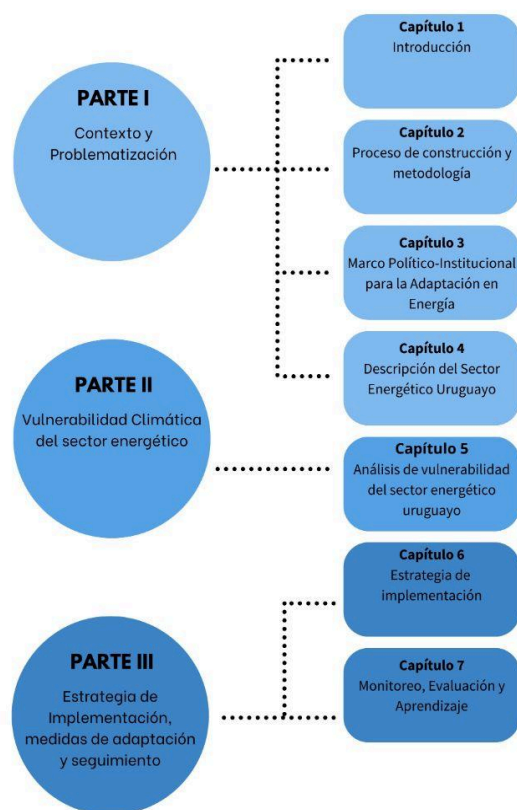 PARTE I
Contexto y
Problematización
Capítulo 1
Introducción
Capítulo 2
Proceso de construcción y
metodología
Capítulo 3
Marco Político-Institucional
para la Adaptación en
Energía
Capítulo 4
Descripción del Sector
Energético Uruguayo
PARTE II
Vulnerabilidad Climática
del sector energético
Capítulo 5
Análisis de vulnerabilidad
del sector energético
uruguayo
PARTE III
Estrategia de
Implementación,
medidas de adaptación
y seguimiento
Capítulo 6
Estrategia de
implementación
Capítulo 7
Monitoreo, Evaluación y
Aprendizaje